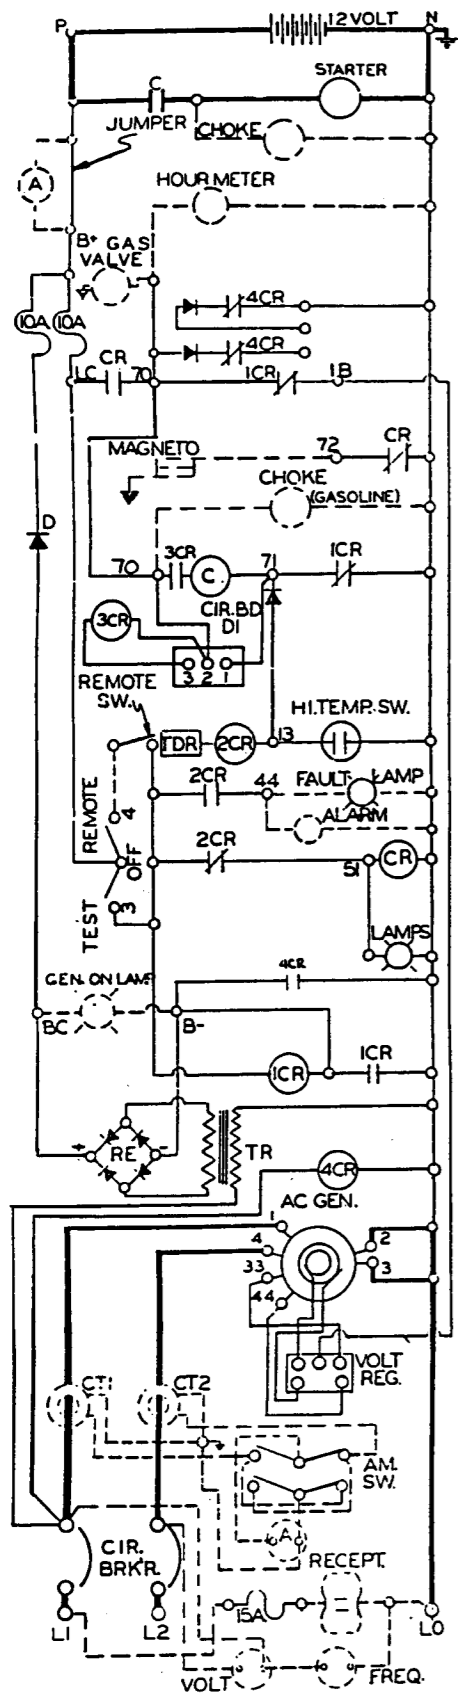 P
12 VOLT
N
C
STARTER
JUMPER
CHOKE
A
HOUR METER
B+
GAS
VALVE
4CR
10A
10A
4CR
LC
CR
70
1CR
1B
MAGNETO
72
CR
CHOKE
(GASOLINE)
D
70
3CR
C
71
1CR
3CR
CIR.BD.
D1
3 2 1
REMOTE
SW.
HI.TEMP. SW.
TDR
2CR
13
2CR
44
FAULT LAMP
4
ALARM
REMOTE
OFF
2CR
51
CR
TEST
3
LAMPS
4CR
GEN. ON LAMP
BC
B-
1CR
1CR
+
RE
-
TR
4CR
AC GEN.
1
4
2
33
3
44
VOLT
REG.
CT1
CT2
AM.
SW.
A
CIR.
BRK'R.
RECEPT.
15A
L1
L2
LO
VOLT
FREQ.